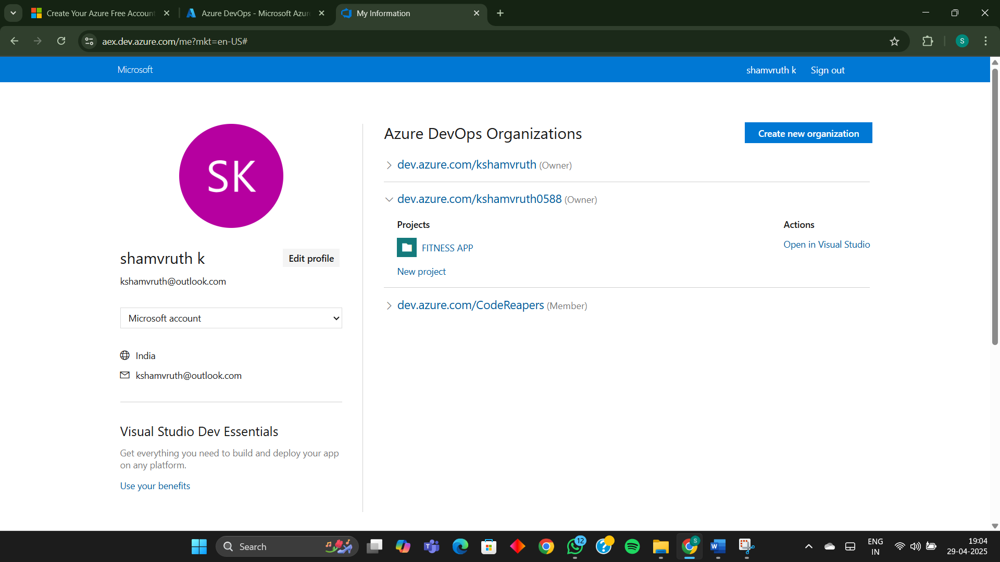 Create Your Azure Free Account
Azure DevOps - Microsoft Azur
My Information
aex.dev.azure.com/me?mkt=en-US#
S
Microsoft
shamvruth k
Sign out
SK
shamvruth k
Edit profile
kshamvruth@outlook.com
Microsoft account
India
kshamvruth@outlook.com
Visual Studio Dev Essentials
Get everything you need to build and deploy your app
on any platform.
Use your benefits
Azure DevOps Organizations
Create new organization
dev.azure.com/kshamvruth (Owner)
dev.azure.com/kshamvruth0588 (Owner)
Projects
Actions
FITNESS APP
Open in Visual Studio
New project
dev.azure.com/CodeReapers (Member)
Search
12
S
ENG
IN
19:04
29-04-2025